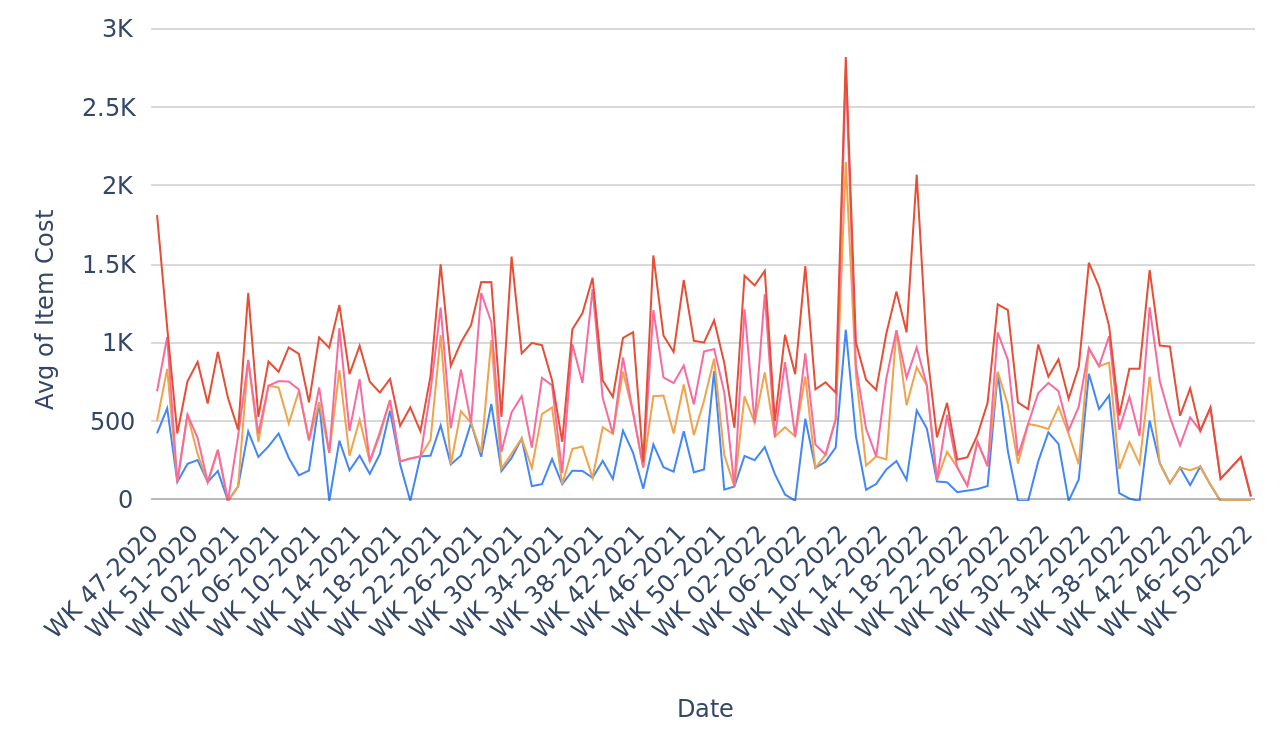 3K
2.5K
2K
1.5K
1K
500
0
Avg of Item Cost
WK 47-2020
WK 51-2020
WK 02-2021
WK 06-2021
WK 10-2021
WK 14-2021
WK 18-2021
WK 22-2021
WK 26-2021
WK 30-2021
WK 34-2021
WK 38-2021
WK 42-2021
WK 46-2021
WK 50-2021
WK 02-2022
WK 06-2022
WK 10-2022
WK 14-2022
WK 18-2022
WK 22-2022
WK 26-2022
WK 30-2022
WK 34-2022
WK 38-2022
WK 42-2022
WK 46-2022
WK 50-2022
Date